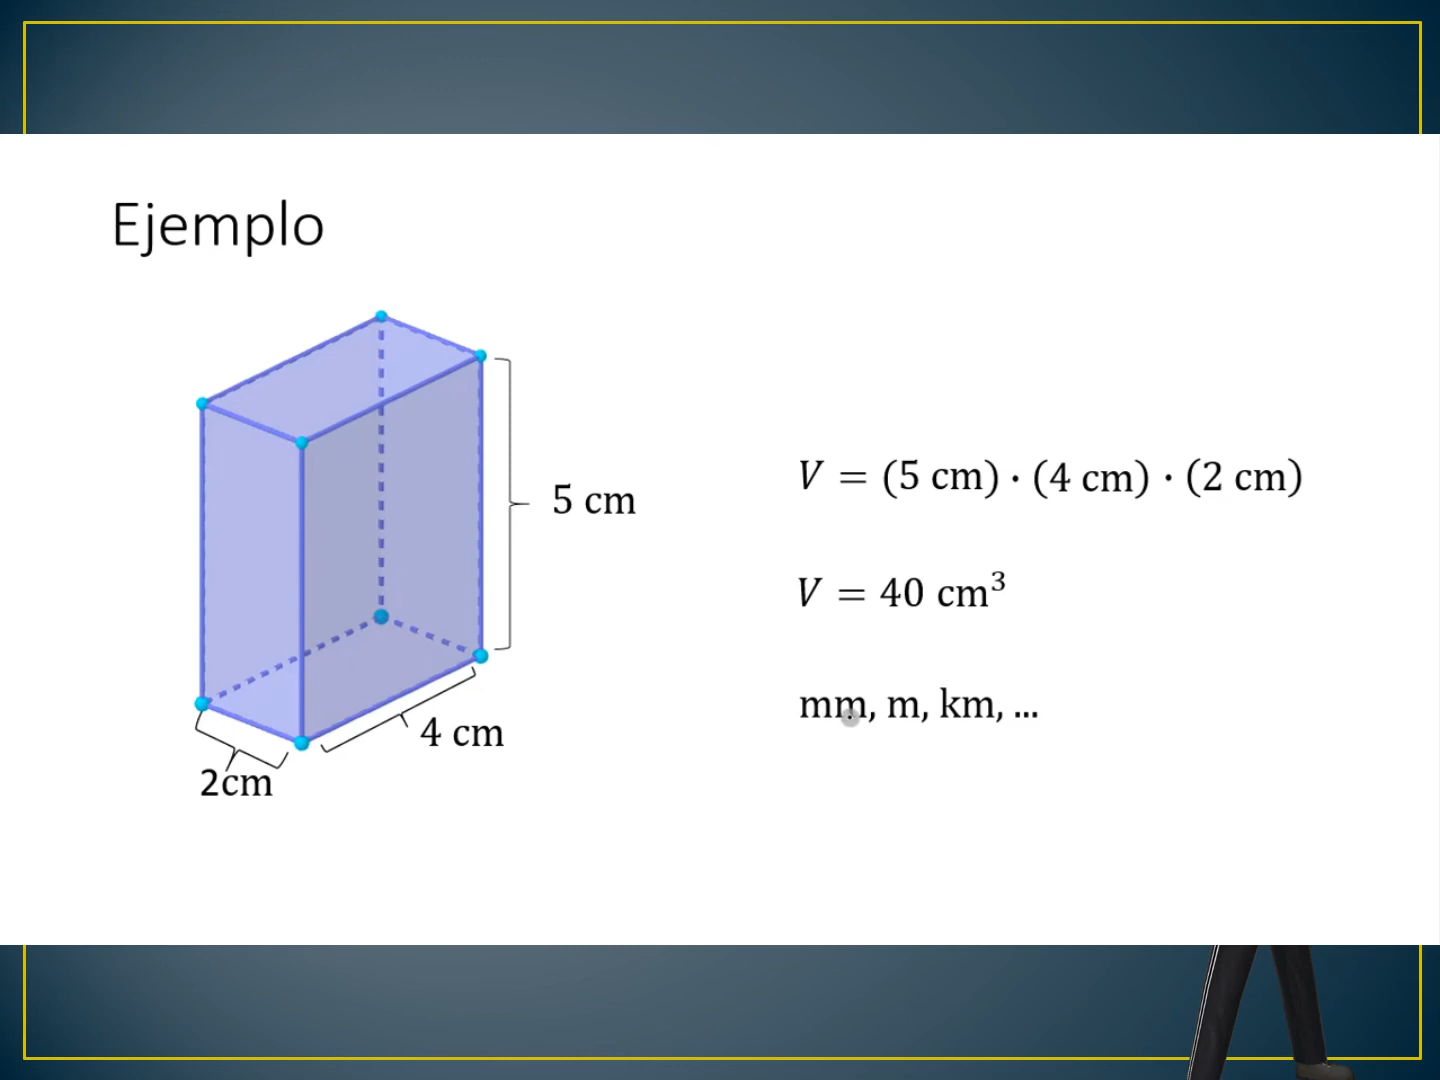 Ejemplo
5 cm
4 cm
2cm
V = (5 cm) · (4 cm) · (2 cm)
V = 40 cm³
mm, m, km, ...